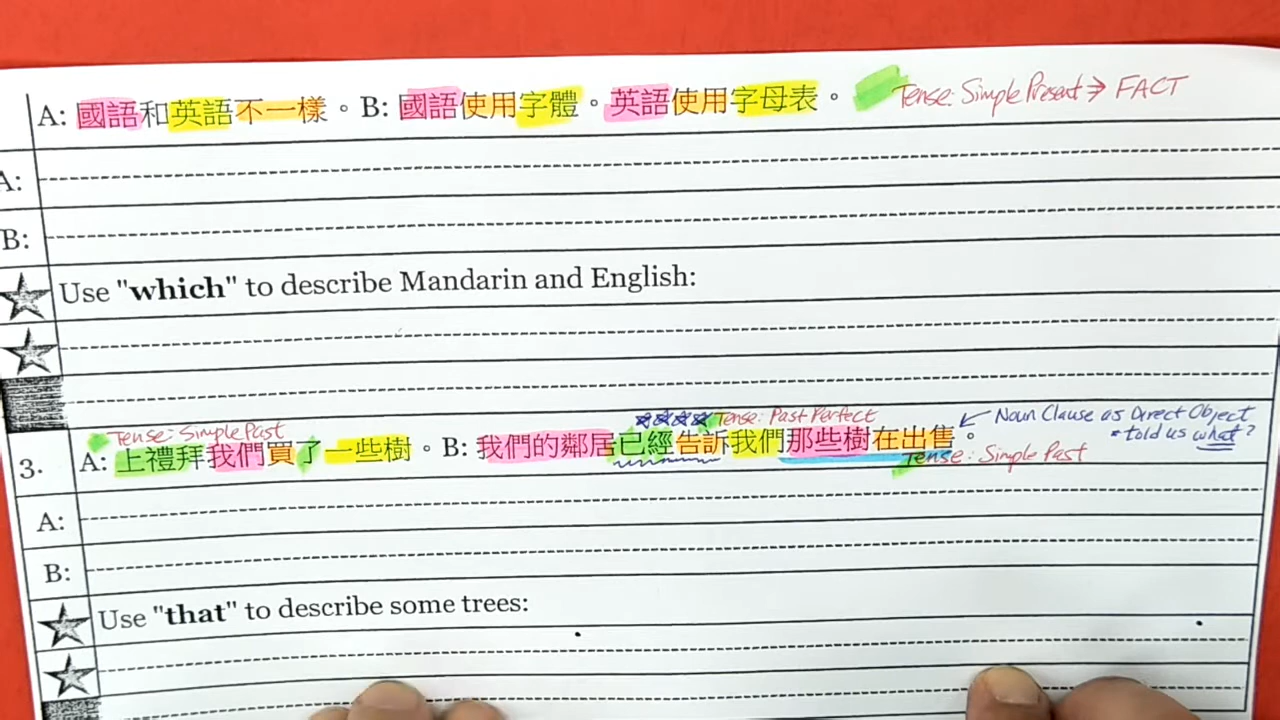 A: 國語和英語不一樣。B: 國語使用字體。英語使用字母表。 Tense: Simple Present → FACT
A:
B:
Use "which" to describe Mandarin and English:
Tense: Simple Past Tense: Past Perfect Noun Clause as Direct Object
*told us what?
3. A: 上禮拜我們買了一些樹。B: 我們的鄰居已經告訴我們那些樹在出售。
Tense: Simple Past
A:
B:
Use "that" to describe some trees: